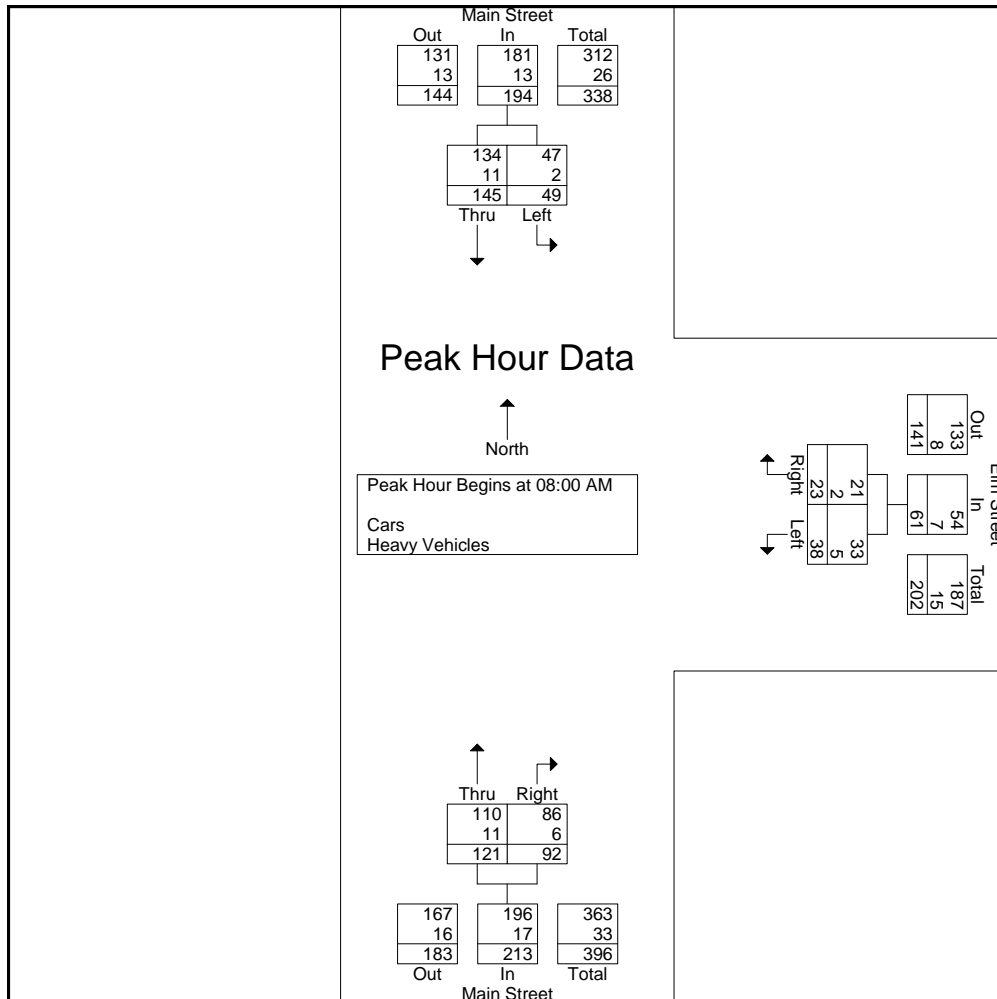 Main Street
Out In Total
131 181 312
13 13 26
144 194 338
134 47
11 2
145 49
Thru Left
Peak Hour Data
North
Peak Hour Begins at 08:00 AM
Cars
Heavy Vehicles
Right Left
23 38
2 5
21 33
Elm Street
Out In Total
133 54 187
8 7 15
141 61 202
Thru Right
110 86
11 6
121 92
167 196 363
16 17 33
183 213 396
Out In Total
Main Street